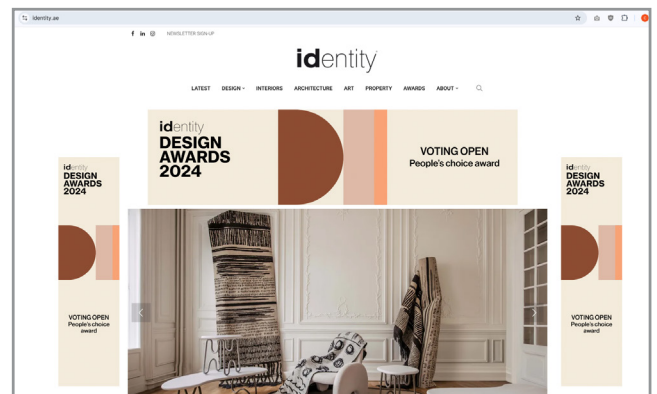 identity.ae
NEWSLETTER SIGN-UP
identity
LATEST DESIGN INTERIORS ARCHITECTURE ART PROPERTY AWARDS ABOUT
identity
DESIGN
AWARDS
2024
VOTING OPEN
People's choice award
identity
DESIGN
AWARDS
2024
VOTING OPEN
People's choice
award
identity
DESIGN
AWARDS
2024
VOTING OPEN
People's choice
award